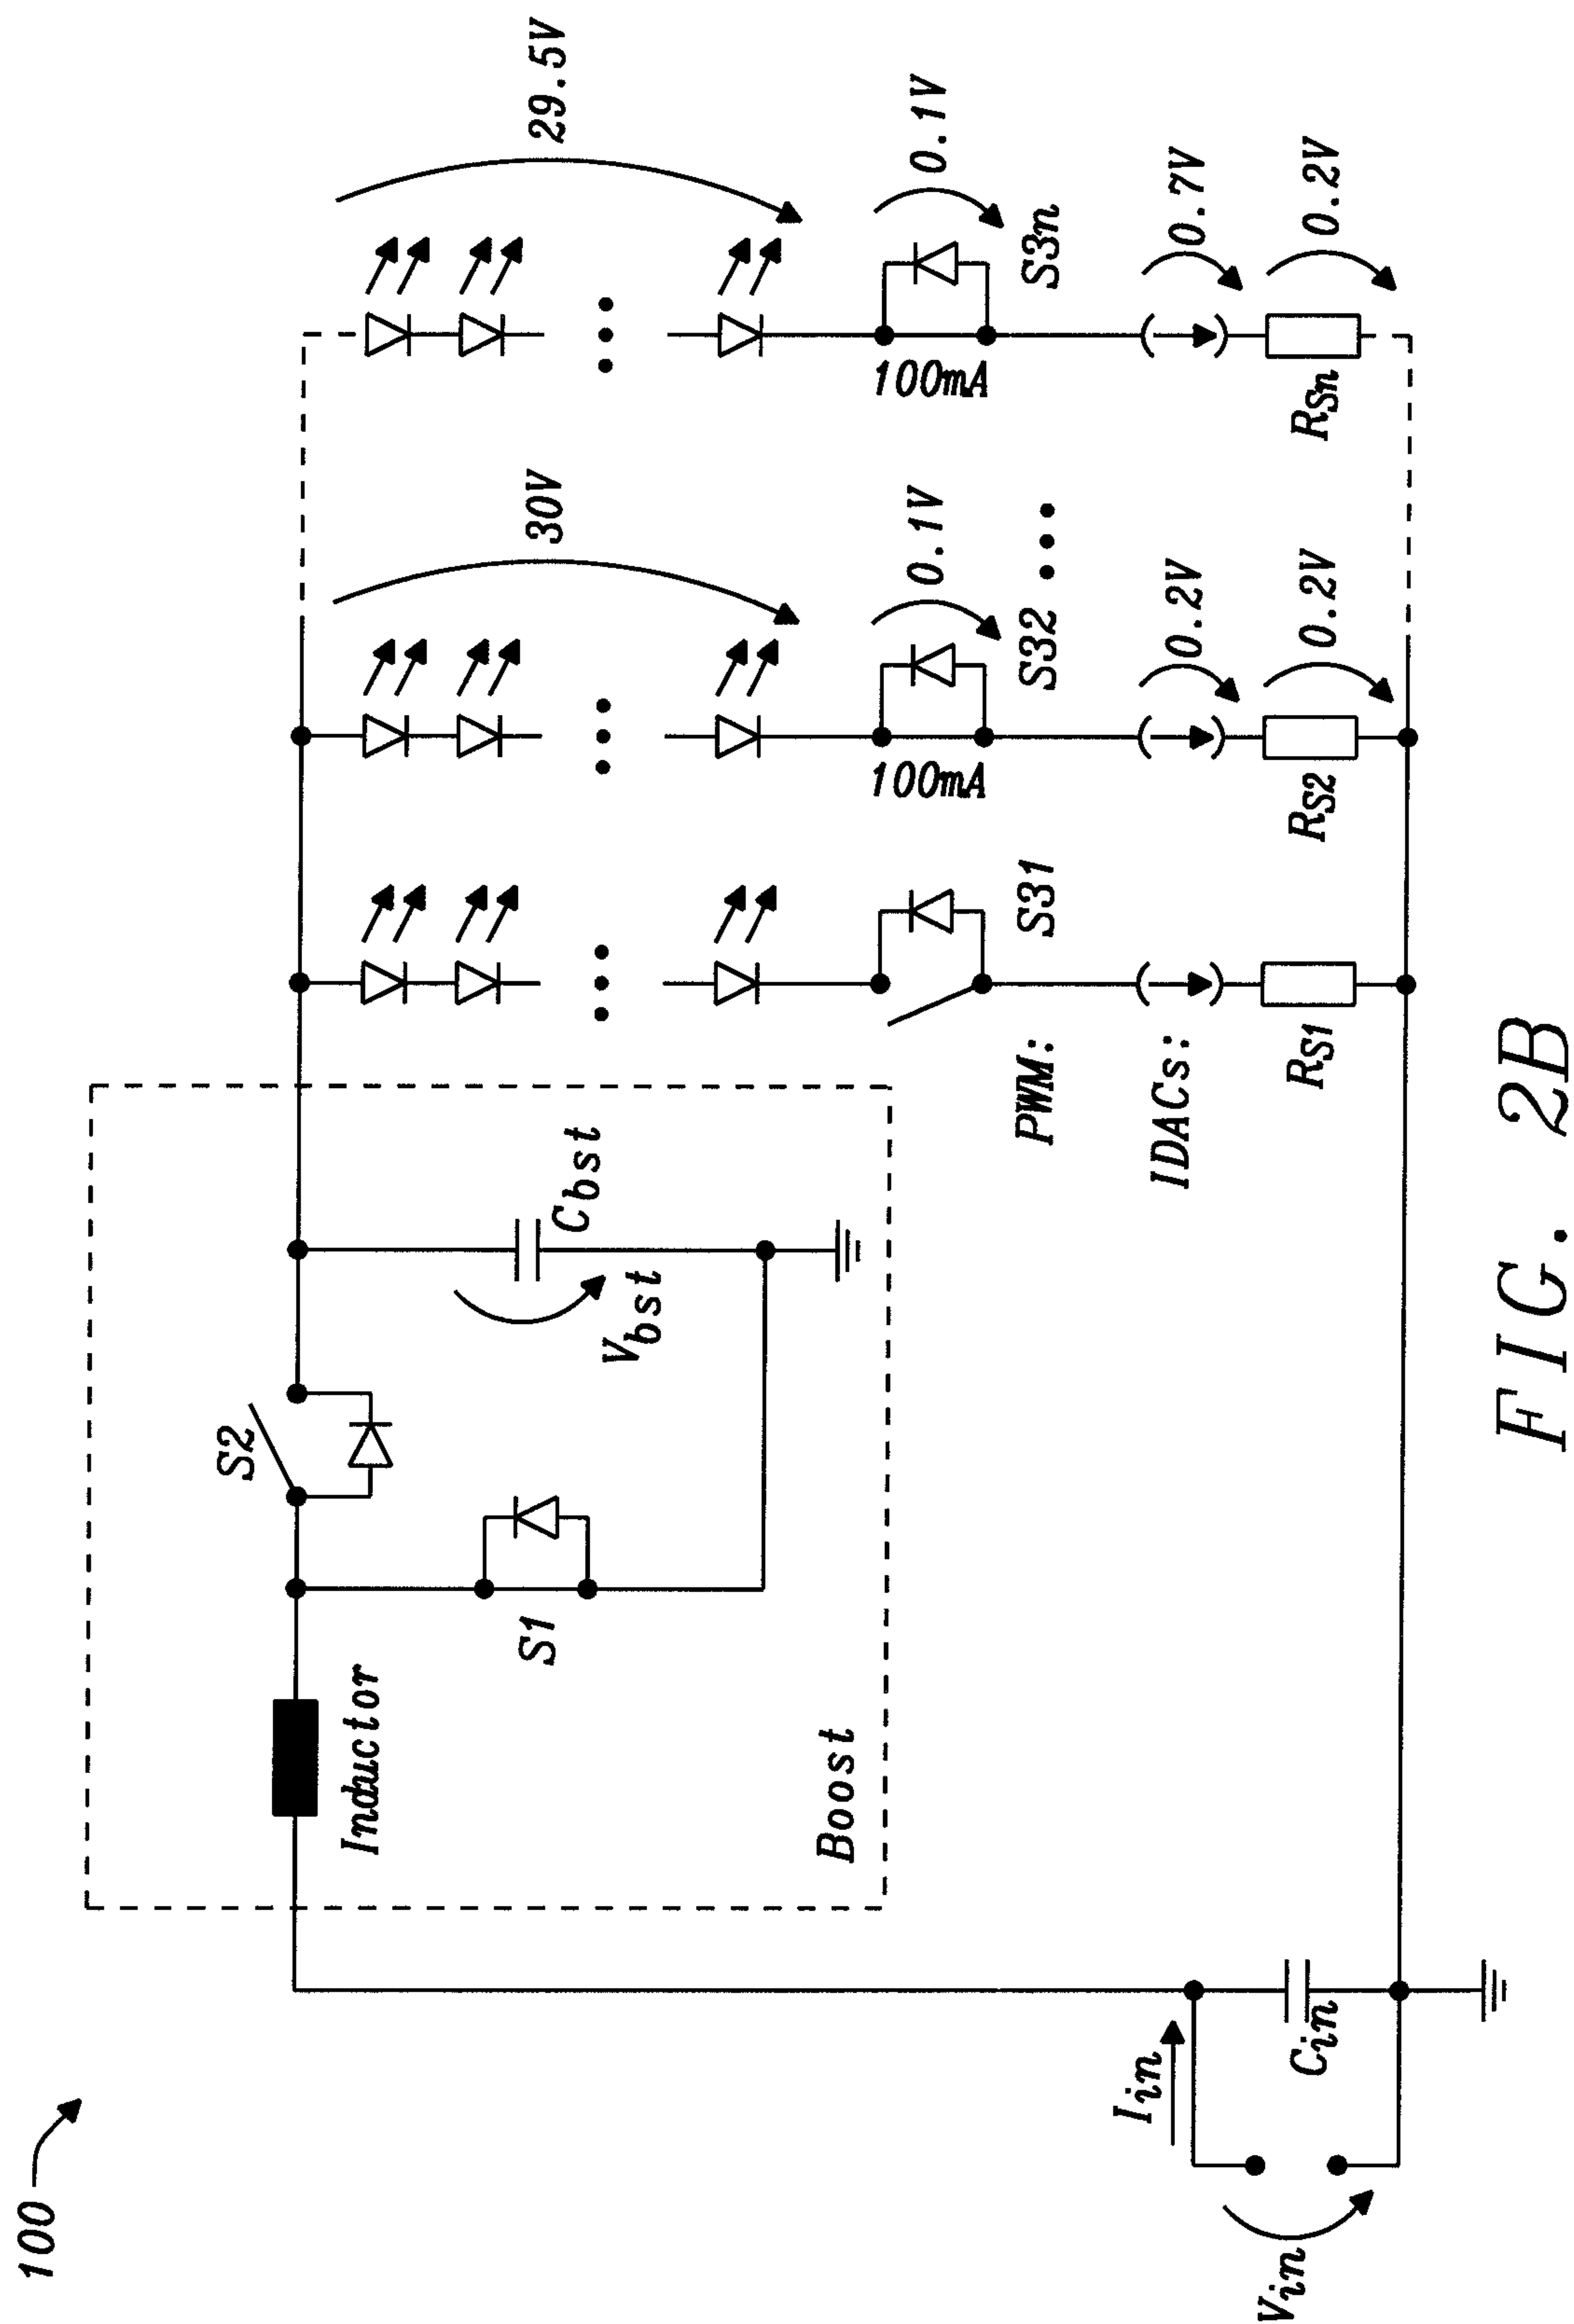 100
S2
Inductor
S1
Vbst
Cbst
Boost
30V
29.5V
0.1V
0.1V
100mA
100mA
S31
S32
S3n
PWM:
IDACs:
0.2V
0.7V
RS1
RS2
RSn
0.2V
0.2V
Iin
Vin
Cin
FIG. 2B